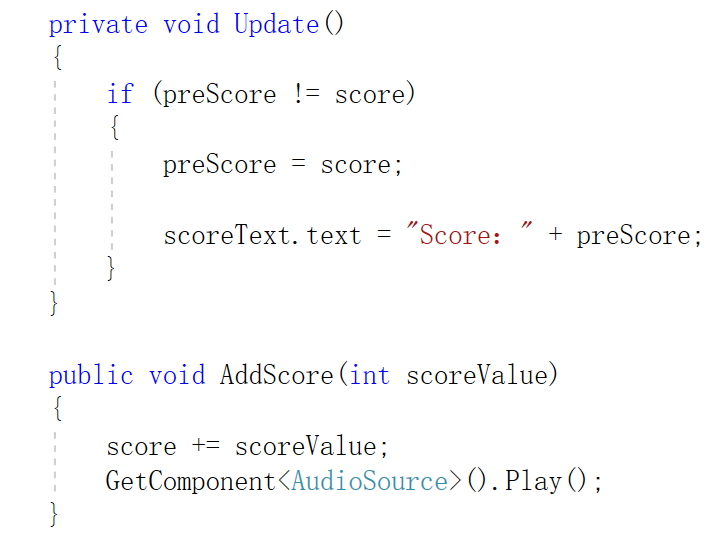 private void Update()
{
if (preScore != score)
{
preScore = score;
scoreText.text = "Score：" + preScore;
}
}
public void AddScore(int scoreValue)
{
score += scoreValue;
GetComponent<AudioSource>().Play();
}